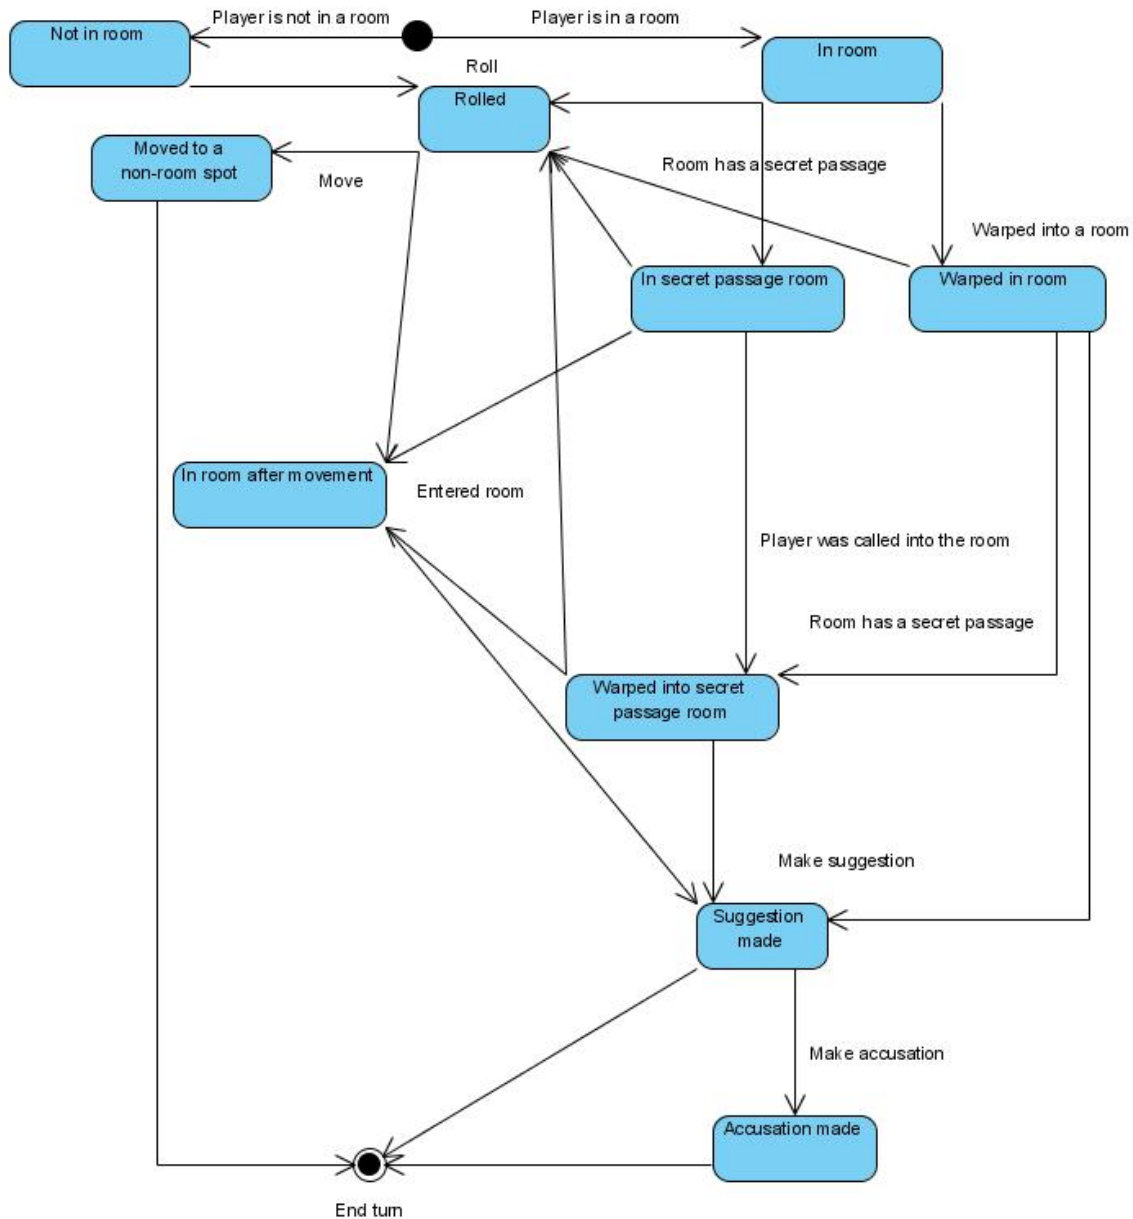 Player is not in a room
Player is in a room
Not in room
In room
Roll
Rolled
Moved to a
non-room spot
Move
Room has a secret passage
Warped into a room
In secret passage room
Warped in room
In room after movement
Entered room
Player was called into the room
Room has a secret passage
Warped into secret
passage room
Make suggestion
Suggestion
made
Make accusation
Accusation made
End turn